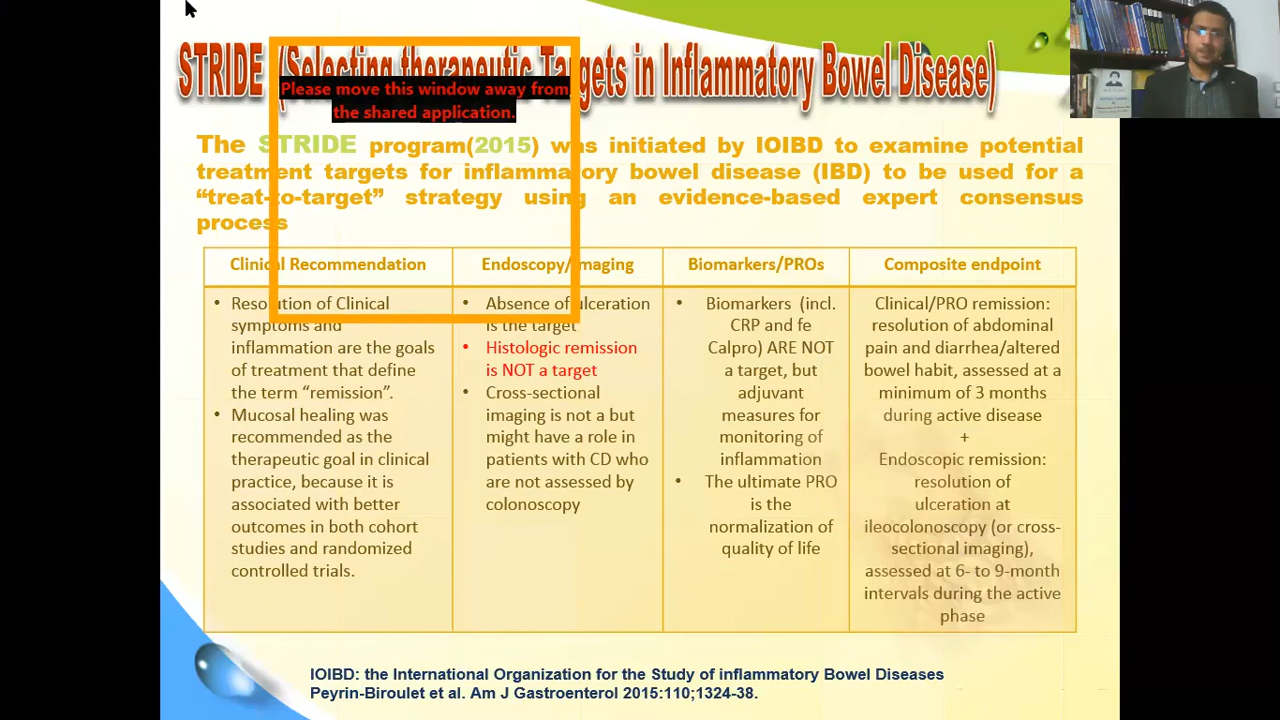 STRIDE (Selecting therapeutic Targets in Inflammatory Bowel Disease)
Please move this window away from
the shared application.
The STRIDE program(2015) was initiated by IOIBD to examine potential
treatment targets for inflammatory bowel disease (IBD) to be used for a
“treat-to-target” strategy using an evidence-based expert consensus
process
Clinical Recommendation
• Resolution of Clinical
symptoms and
inflammation are the goals
of treatment that define
the term “remission”.
• Mucosal healing was
recommended as the
therapeutic goal in clinical
practice, because it is
associated with better
outcomes in both cohort
studies and randomized
controlled trials.
Endoscopy/imaging
• Absence of ulceration
is the target
• Histologic remission
is NOT a target
• Cross-sectional
imaging is not a but
might have a role in
patients with CD who
are not assessed by
colonoscopy
Biomarkers/PROs
• Biomarkers (incl.
CRP and fe
Calpro) ARE NOT
a target, but
adjuvant
measures for
monitoring of
inflammation
• The ultimate PRO
is the
normalization of
quality of life
Composite endpoint
Clinical/PRO remission:
resolution of abdominal
pain and diarrhea/altered
bowel habit, assessed at a
minimum of 3 months
during active disease
+
Endoscopic remission:
resolution of
ulceration at
ileocolonoscopy (or cross-
sectional imaging),
assessed at 6- to 9-month
intervals during the active
phase
IOIBD: the International Organization for the Study of inflammatory Bowel Diseases
Peyrin-Biroulet et al. Am J Gastroenterol 2015:110;1324-38.